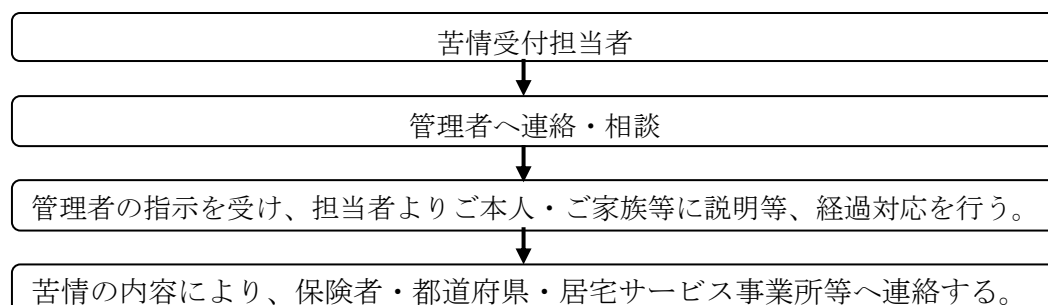 苦情受付担当者
管理者へ連絡・相談
管理者の指示を受け、担当者よりご本人・ご家族等に説明等、経過対応を行う。
苦情の内容により、保険者・都道府県・居宅サービス事業所等へ連絡する。